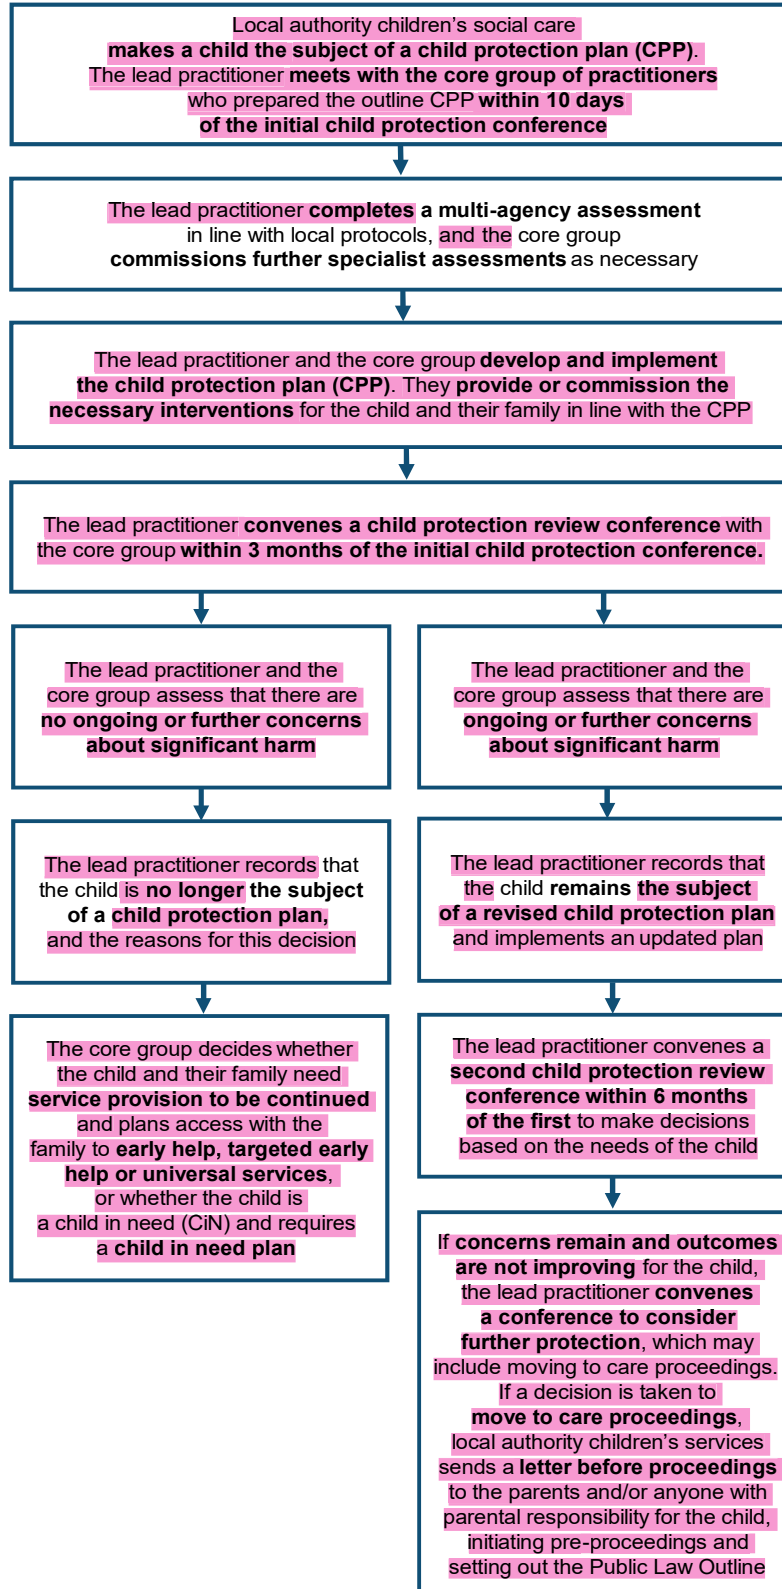 Local authority children’s social care
makes a child the subject of a child protection plan (CPP).
The lead practitioner meets with the core group of practitioners
who prepared the outline CPP within 10 days
of the initial child protection conference
The lead practitioner completes a multi-agency assessment
in line with local protocols, and the core group
commissions further specialist assessments as necessary
The lead practitioner and the core group develop and implement
the child protection plan (CPP). They provide or commission the
necessary interventions for the child and their family in line with the CPP
The lead practitioner convenes a child protection review conference with
the core group within 3 months of the initial child protection conference.
The lead practitioner and the
core group assess that there are
no ongoing or further concerns
about significant harm
The lead practitioner records that
the child is no longer the subject
of a child protection plan,
and the reasons for this decision
The core group decides whether
the child and their family need
service provision to be continued
and plans access with the
family to early help, targeted early
help or universal services,
or whether the child is
a child in need (CiN) and requires
a child in need plan
The lead practitioner and the
core group assess that there are
ongoing or further concerns
about significant harm
The lead practitioner records that
the child remains the subject
of a revised child protection plan
and implements an updated plan
The lead practitioner convenes a
second child protection review
conference within 6 months
of the first to make decisions
based on the needs of the child
If concerns remain and outcomes
are not improving for the child,
the lead practitioner convenes
a conference to consider
further protection, which may
include moving to care proceedings.
If a decision is taken to
move to care proceedings,
local authority children’s services
sends a letter before proceedings
to the parents and/or anyone with
parental responsibility for the child,
initiating pre-proceedings and
setting out the Public Law Outline